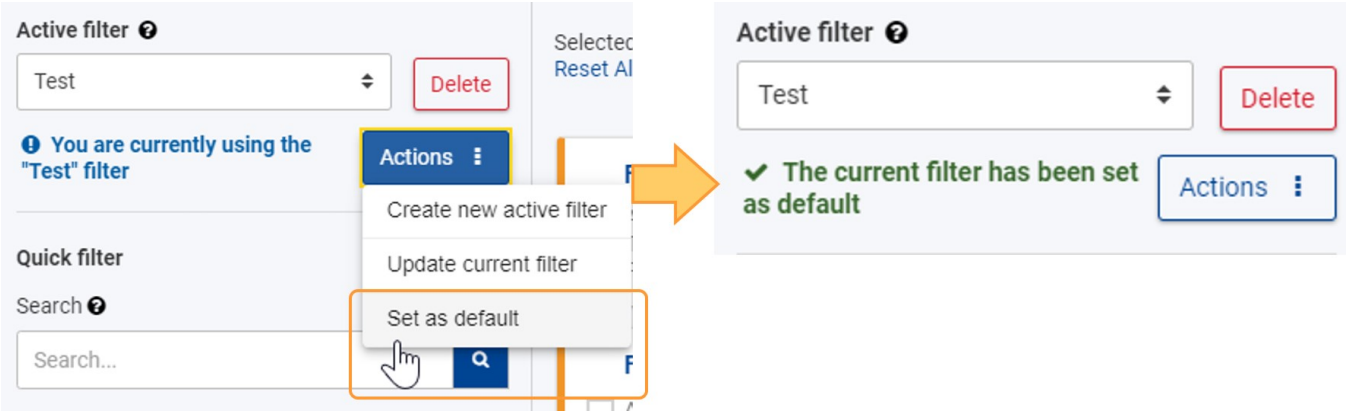 Active filter
Test
Delete
You are currently using the
"Test" filter
Actions
Create new active filter
Update current filter
Set as default
Quick filter
Search
Search...
Reset
Active filter
Test
Delete
The current filter has been set
as default
Actions